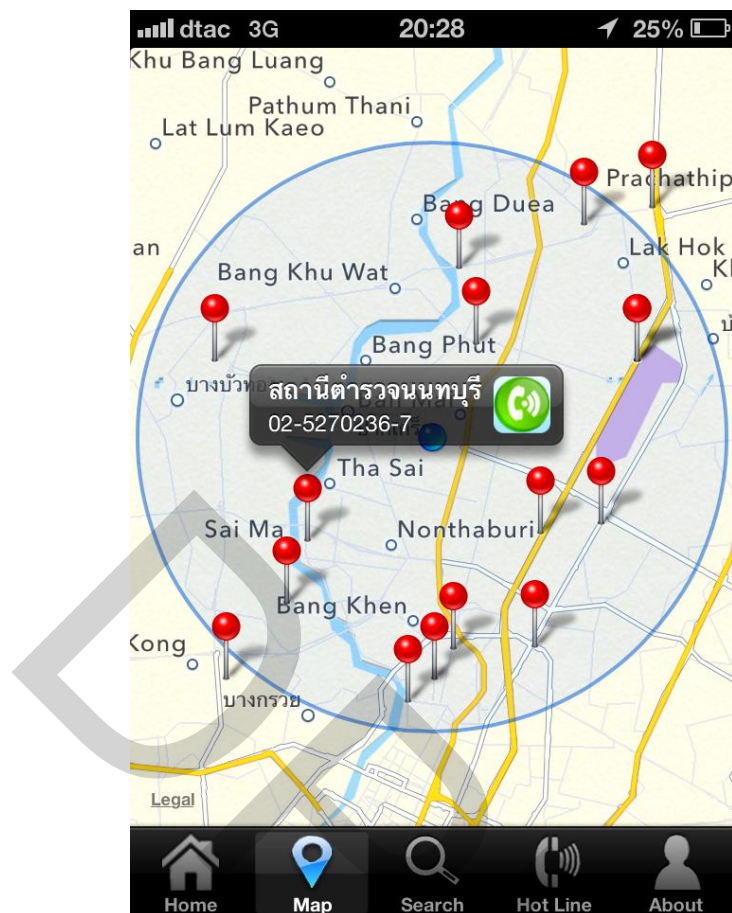 dtac 3G 20:28 25%
Khu Bang Luang
Pathum Thani
Lat Lum Kaeo
Prachathip
Bang Duea
an
Lak Hok
Bang Khu Wat
Bang Phut
สถานีตำรวจนนทบุรี
02-5270236-7
Tha Sai
Sai Ma
Nonthaburi
Bang Khen
Kong
บางกรวย
Legal
Home Map Search Hot Line About